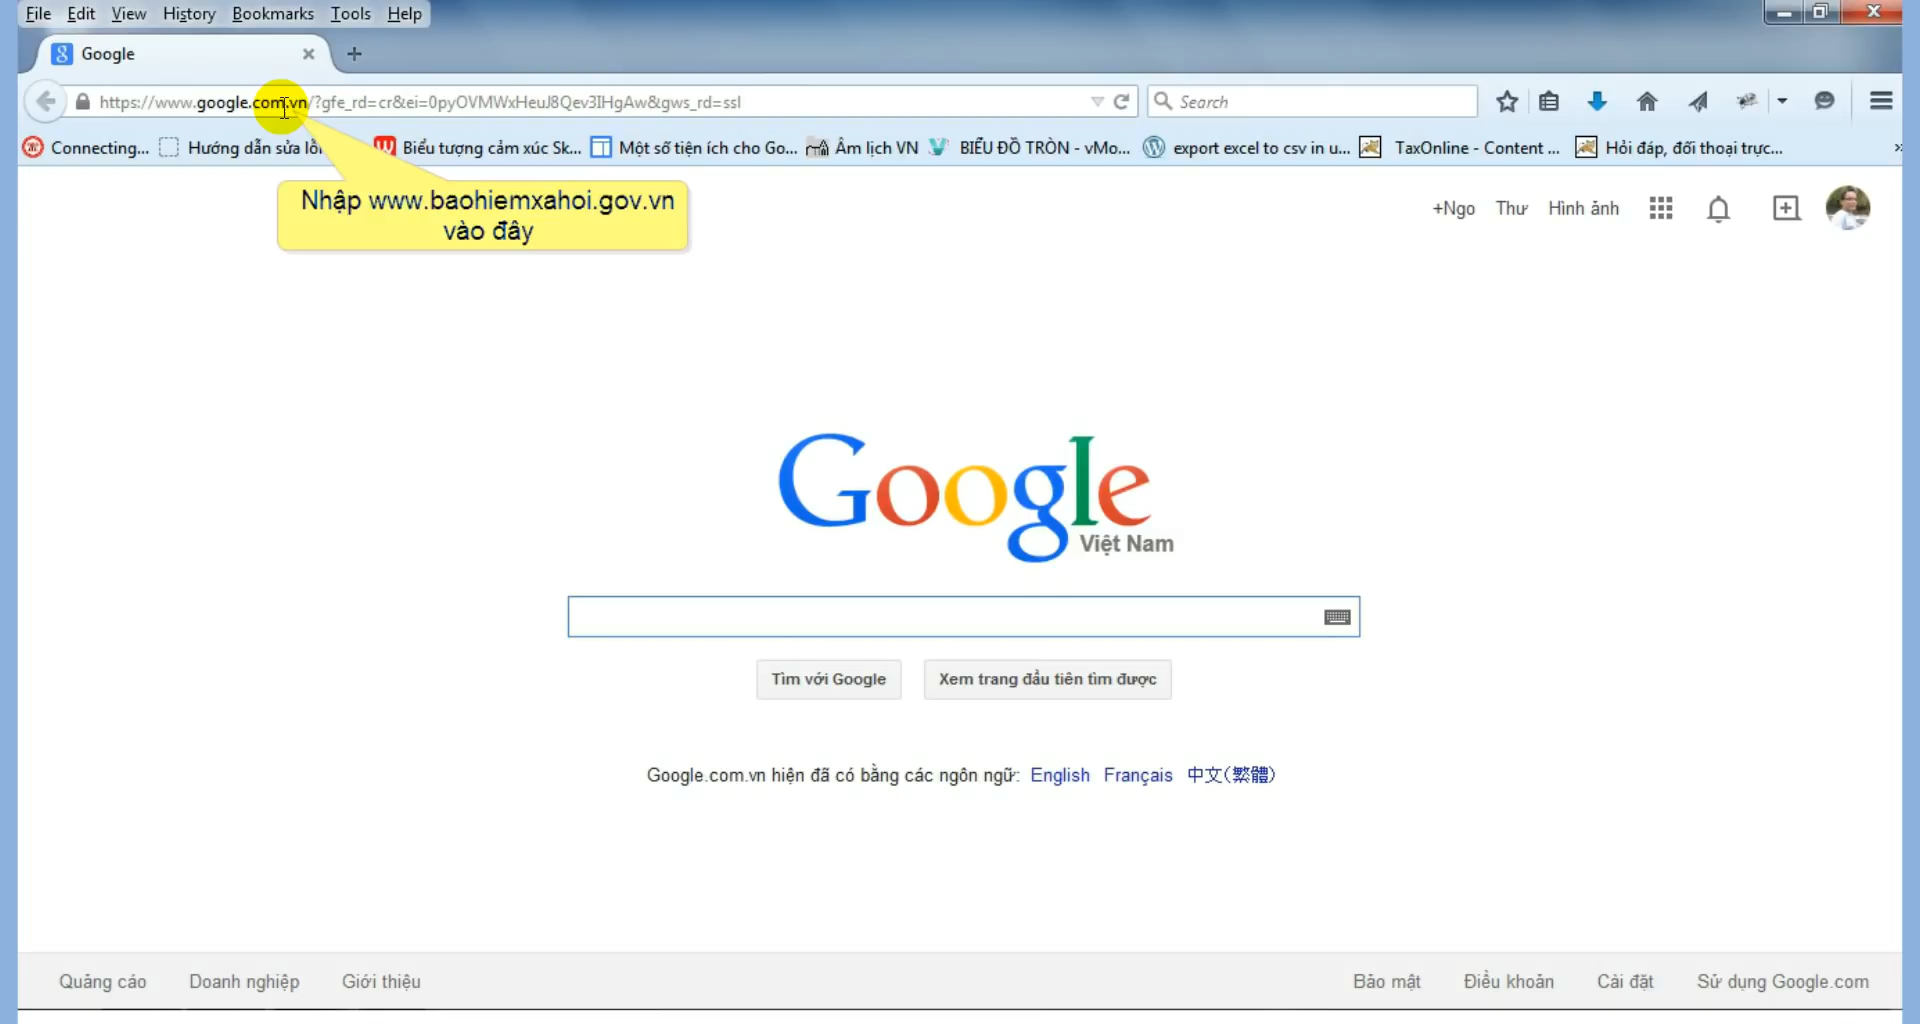 File Edit View History Bookmarks Tools Help
Google
https://www.google.com.vn/?gfe_rd=cr&ei=0pyOVMWxHeuJ8Qev3IHgAw&gws_rd=ssl
Search
Connecting... Hướng dẫn sửa lỗi Biểu tượng cảm xúc Sk... Một số tiện ích cho Go... Âm lịch VN BIỂU ĐỒ TRÒN - vMo... export excel to csv in u... TaxOnline - Content ... Hỏi đáp, đối thoại trực...
Nhập www.baohiemxahoi.gov.vn
vào đây
+Ngo Thư Hình ảnh
Google
Việt Nam
Tìm với Google Xem trang đầu tiên tìm được
Google.com.vn hiện đã có bằng các ngôn ngữ: English Français 中文(繁體)
Quảng cáo Doanh nghiệp Giới thiệu Bảo mật Điều khoản Cài đặt Sử dụng Google.com